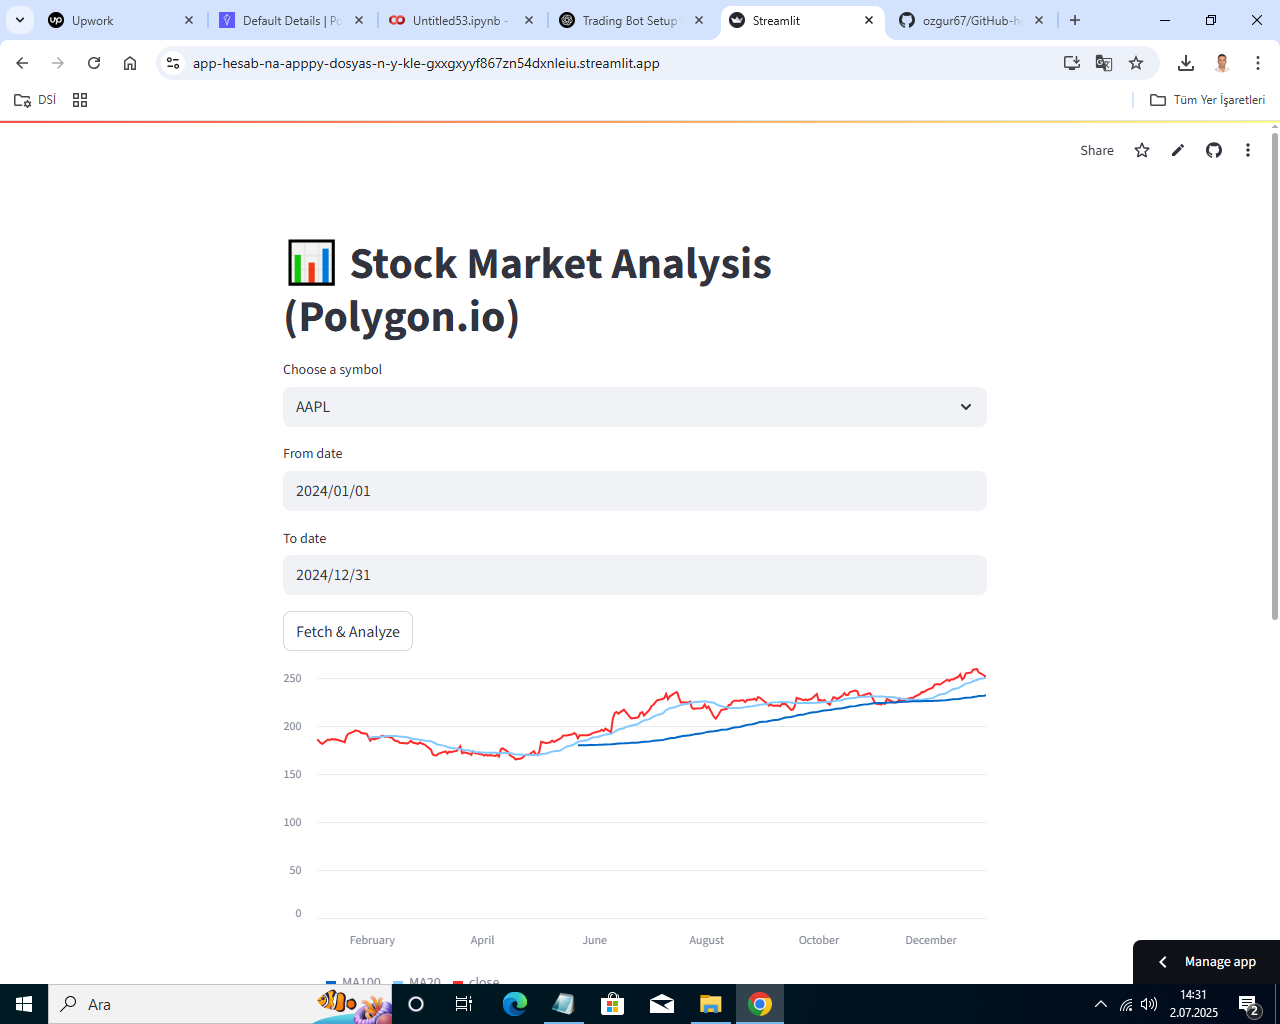 Upwork
Default Details | Po
Untitled53.ipynb -
Trading Bot Setup
Streamlit
ozgur67/GitHub-h
app-hesab-na-apppy-dosyas-n-y-kle-gxxgxyyf867zn54dxnleiu.streamlit.app
DSİ
Tüm Yer İşaretleri
Share
Stock Market Analysis
(Polygon.io)
Choose a symbol
AAPL
From date
2024/01/01
To date
2024/12/31
Fetch & Analyze
250
200
150
100
50
0
February April June August October December
MA100 MA20 close
Manage app
Ara
14:31
2.07.2025
2